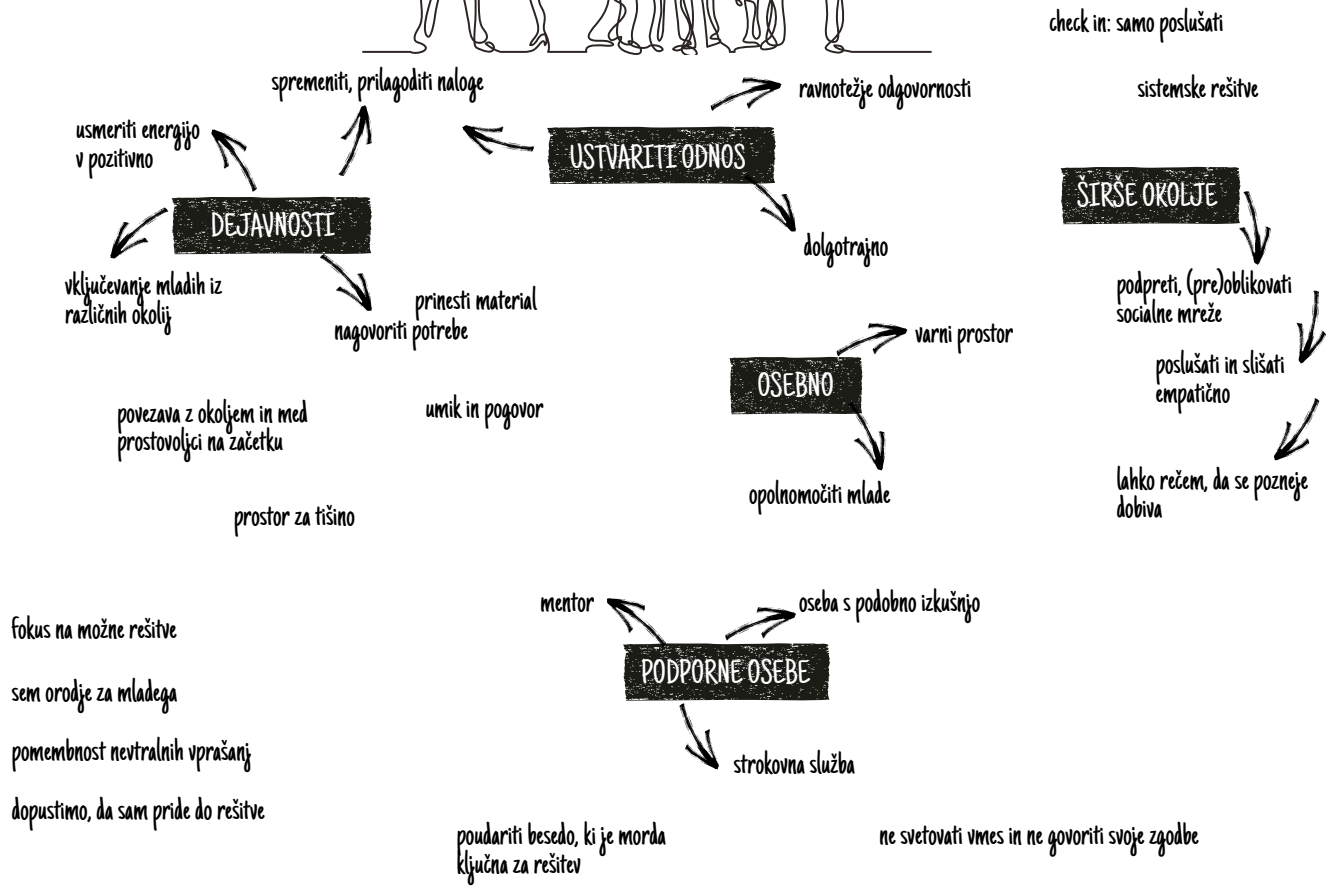 check in: samo poslušati
spremeniti, prilagoditi naloge
ravnotežje odgovornosti
sistemske rešitve
usmeriti energijo
v pozitivno
USTVARITI ODNOS
ŠIRŠE OKOLJE
DEJAVNOSTI
dolgotrajno
vključevanje mladih iz
različnih okolij
prinesti material
nagovoriti potrebe
podpreti, (pre)oblikovati
socialne mreže
varni prostor
poslušati in slišati
empatično
OSEBNO
povezava z okoljem in med
prostovoljci na začetku
umik in pogovor
opolnomočiti mlade
lahko rečem, da se pozneje
dobiva
prostor za tišino
mentor
oseba s podobno izkušnjo
fokus na možne rešitve
PODPORNE OSEBE
sem orodje za mladega
pomembnost nevtralnih vprašanj
strokovna služba
dopustimo, da sam pride do rešitve
poudariti besedo, ki je morda
ključna za rešitev
ne svetovati vmes in ne govoriti svoje zgodbe